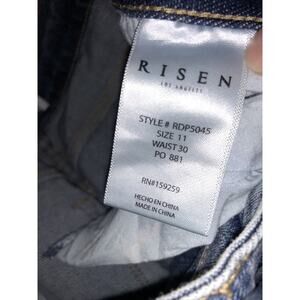 RISEN
LOS ANGELES
STYLE# RDP5045
SIZE 11
WAIST 30
PO 881
RN#159259
HECHO EN CHINA
MADE IN CHINA